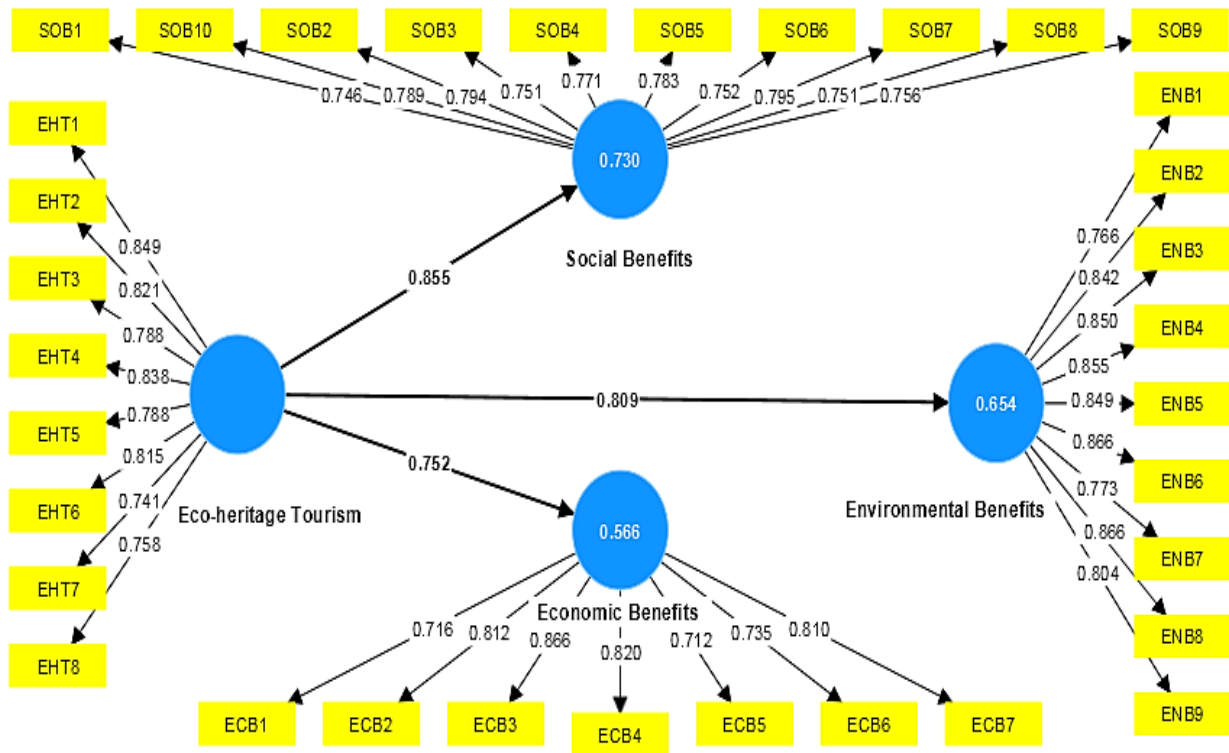 SOB1 SOB10 SOB2 SOB3 SOB4 SOB5 SOB6 SOB7 SOB8 SOB9
0.746 0.789 0.794 0.751 0.771 0.783 0.752 0.795 0.751 0.756
0.730
Social Benefits
EHT1
EHT2
EHT3
EHT4
EHT5
EHT6
EHT7
EHT8
0.849
0.821
0.788
0.838
0.788
0.815
0.741
0.758
Eco-heritage Tourism
0.855
0.809
0.752
ENB1
ENB2
ENB3
ENB4
ENB5
ENB6
ENB7
ENB8
ENB9
0.766
0.842
0.850
0.855
0.849
0.866
0.773
0.866
0.804
0.654
Environmental Benefits
0.566
Economic Benefits
0.716 0.812 0.866 0.820 0.712 0.735 0.810
ECB1 ECB2 ECB3 ECB4 ECB5 ECB6 ECB7